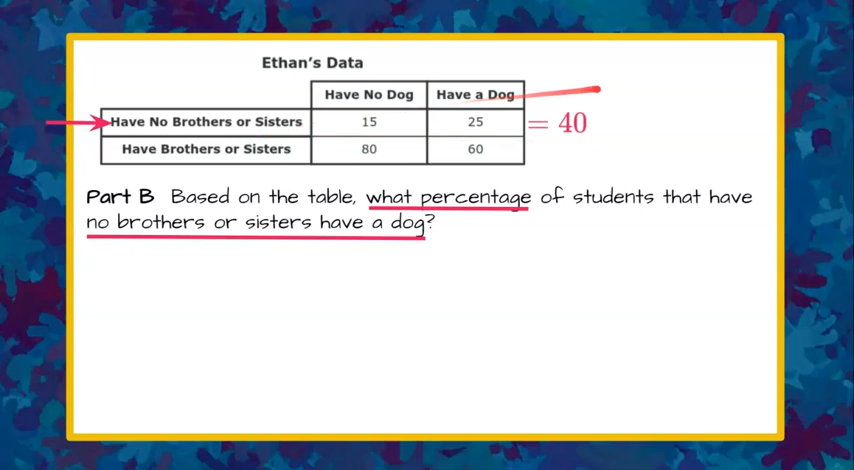 Ethan's Data
Have No Dog Have a Dog
Have No Brothers or Sisters 15 25 = 40
Have Brothers or Sisters 80 60
Part B Based on the table, what percentage of students that have
no brothers or sisters have a dog?